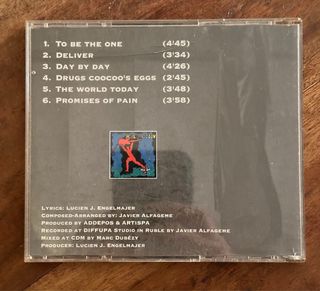 1. To be the one (4'45)
2. Deliver (3'34)
3. Day by day (4'26)
4. Drugs coocoo's eggs (2'45)
5. The world today (3'48)
6. Promises of pain (3'58)
Lyrics: Lucien J. Engelmajer
Composed-Arranged by: Javier Alfageme
Produced by ADDEPOS & ARTISPA
Recorded at DIFFUPA Studio in Ruble by Javier Alfageme
Mixed at CDM by Marc Dubézy
Producer: Lucien J. Engelmajer